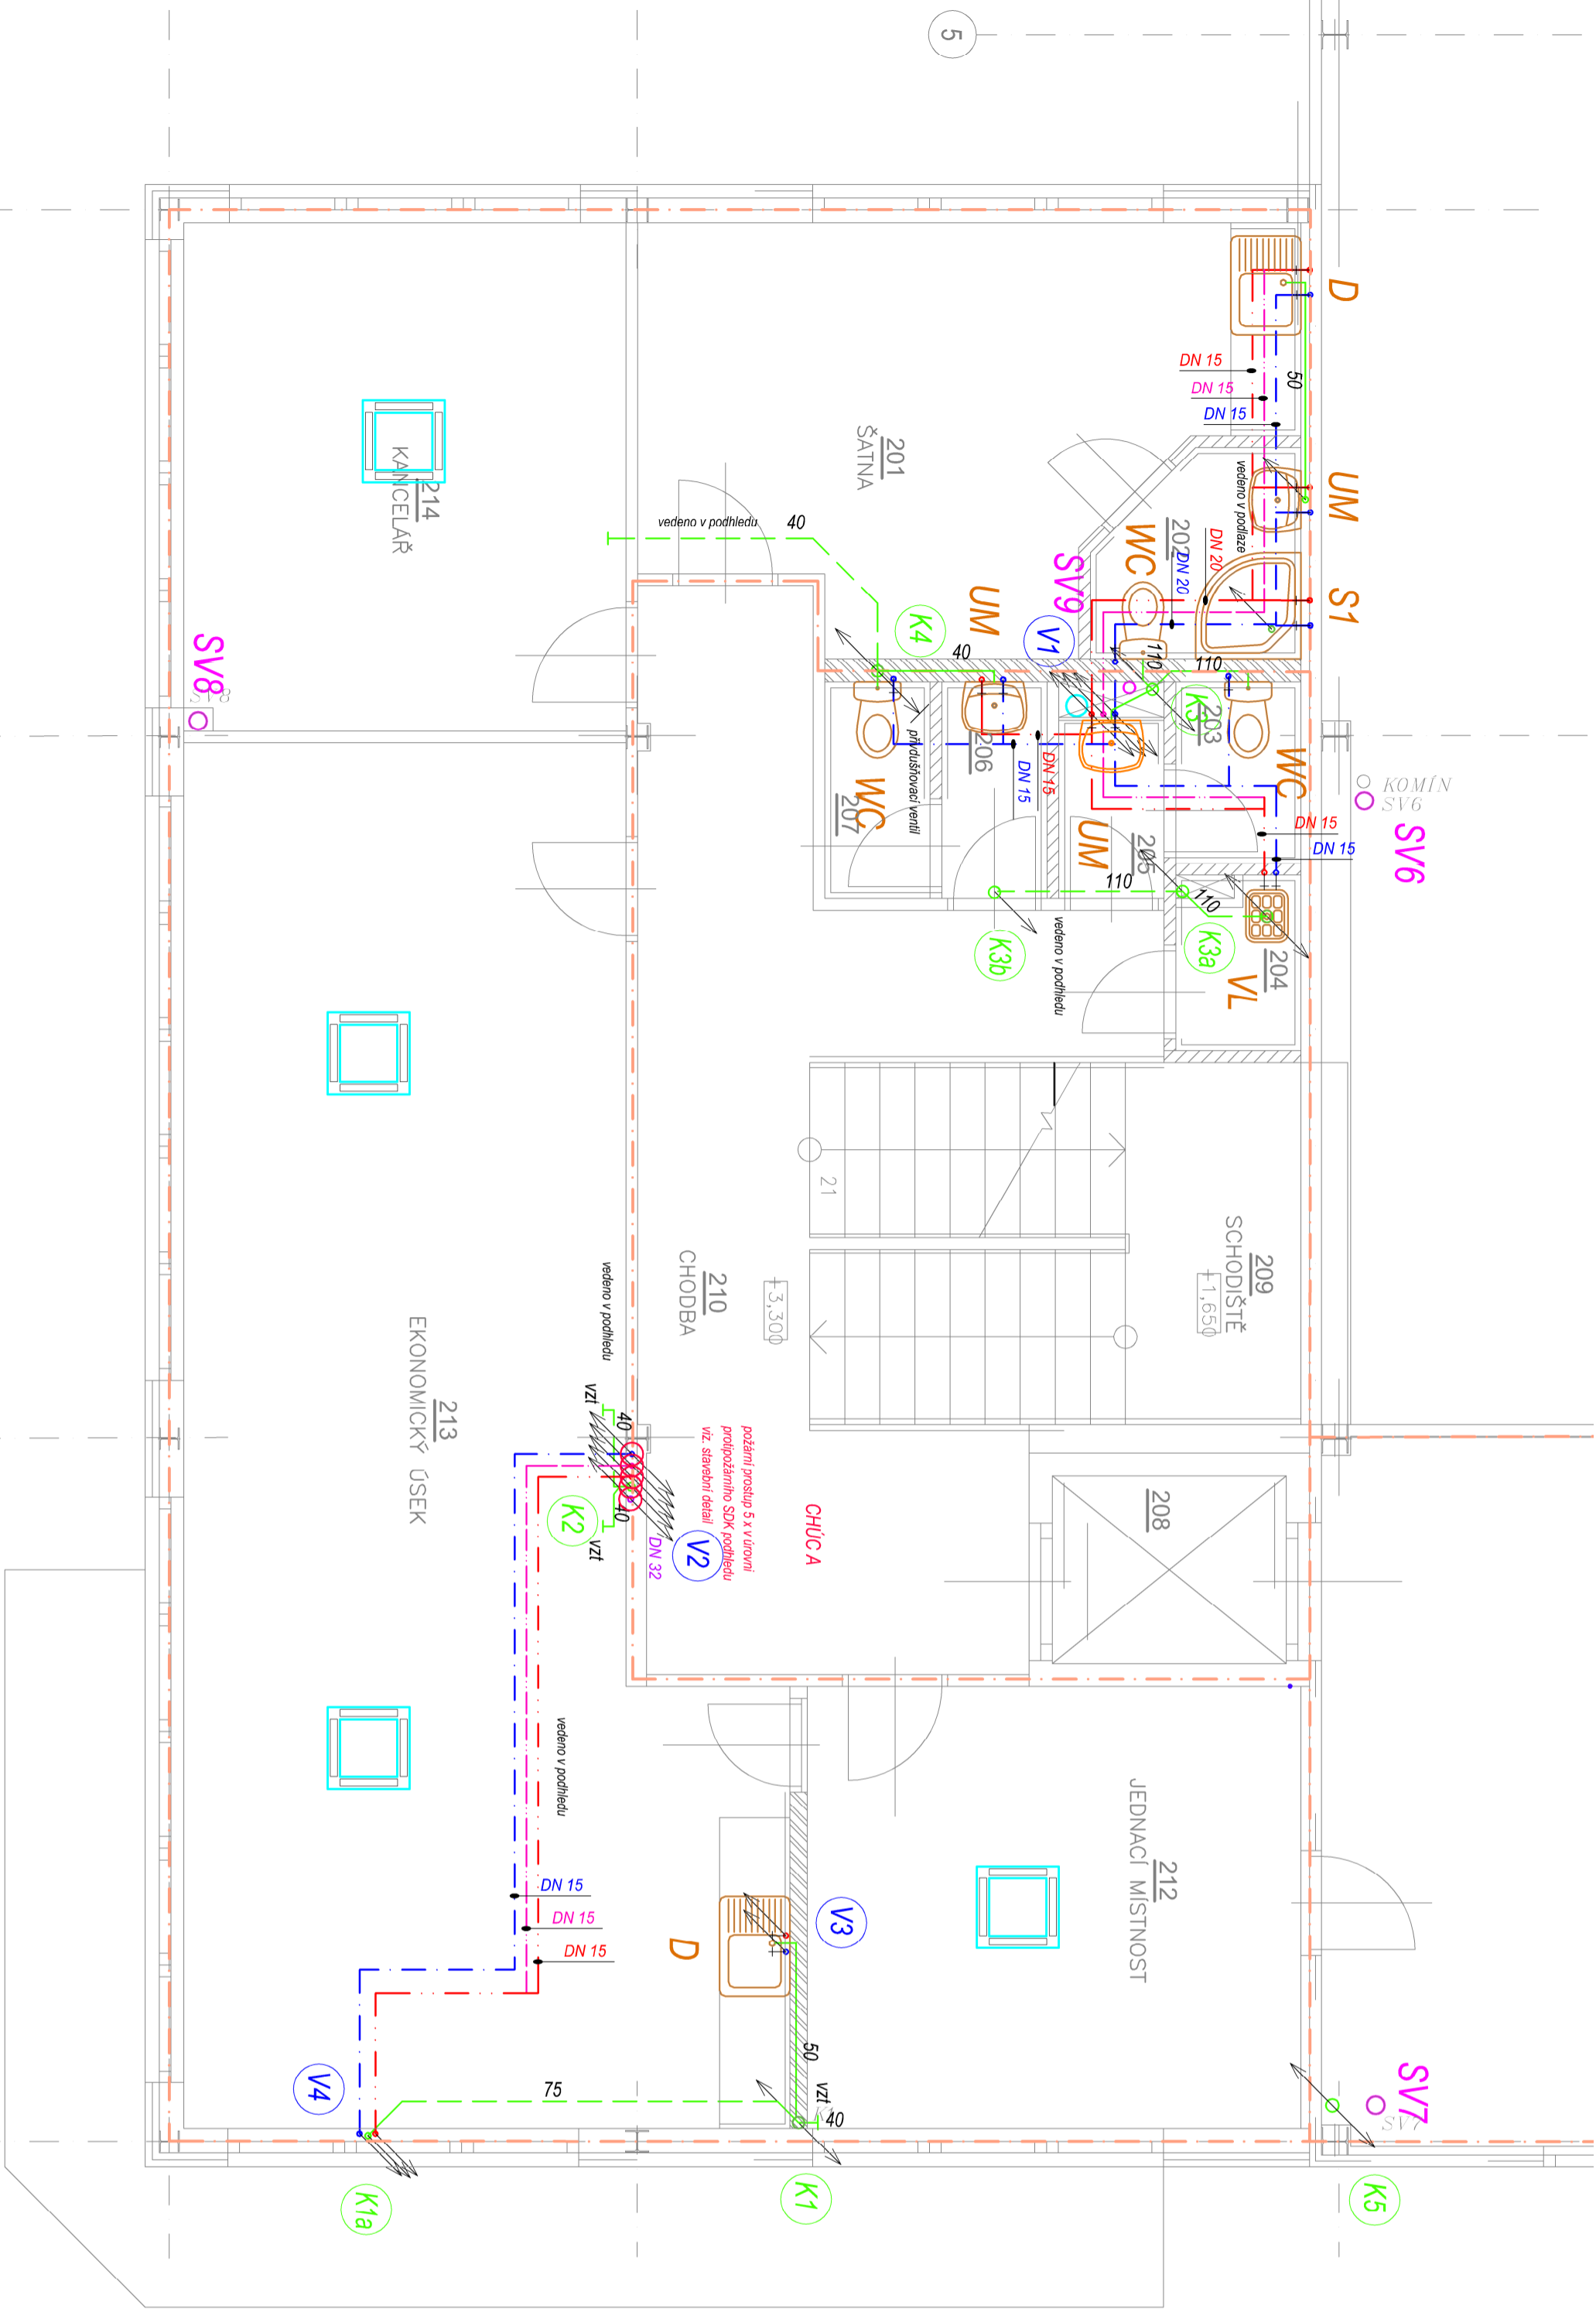 5
D
UM
S1
DN 15
DN 15
DN 15
50
vedeno v podlaze
201
ŠATNA
202
WC
DN 20
DN 20
SV9
V1
UM
K4
40
40
vedeno v podhledu
110
110
K3
203
WC
214
KANCELÁŘ
SV8
SV8
206
DN 15
DN 15
přivdušňovací ventil
207
WC
UM
205
KOMÍN
SV6
SV6
DN 15
DN 15
110
110
K3a
K3b
vedeno v podhledu
204
VL
21
209
SCHODIŠTĚ
+1,650
210
CHODBA
+3,300
vedeno v podhledu
213
EKONOMICKÝ ÚSEK
vzt
40
K2
40
vzt
V2
DN 32
požární prostup 5 x v úrovni
protipožárního SDK podhledu
viz. stavební detail
CHÚC A
208
vedeno v podhledu
212
JEDNACÍ MÍSTNOST
DN 15
DN 15
DN 15
D
V3
50
vzt
K1
40
75
V4
K1a
K1
SV7
SV7
K5